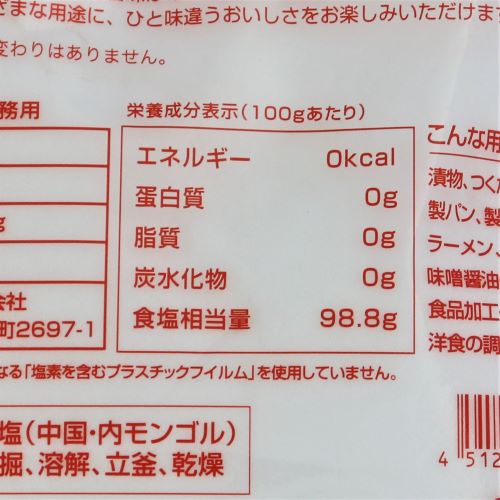 ざまな用途に、ひと味違うおいしさをお楽しみいただけま
変わりはありません。
務用
栄養成分表示(100gあたり)
エネルギー 0kcal
蛋白質 0g
脂質 0g
炭水化物 0g
食塩相当量 98.8g
g
会社
町2697-1
こんな用
漬物、つく
製パン、製
ラーメン、
味噌醤油
食品加工
洋食の調
なる「塩素を含むプラスチックフイルム」を使用していません。
塩(中国・内モンゴル)
掘、溶解、立釜、乾燥
4 512